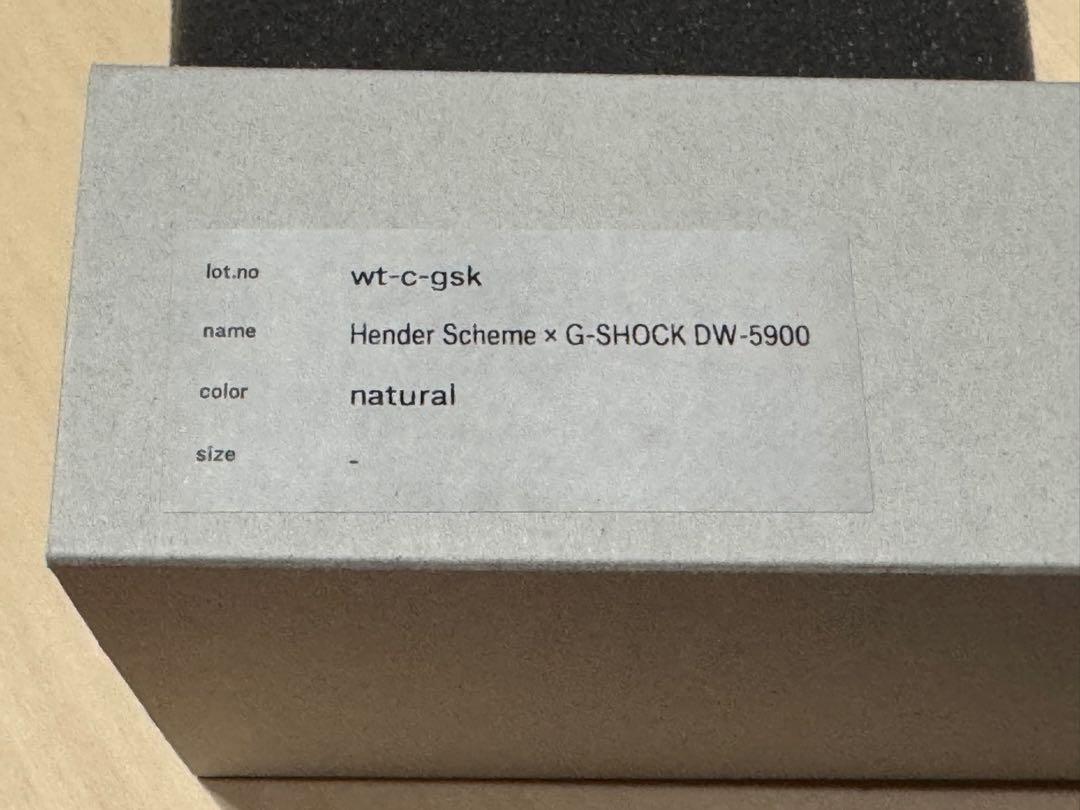 lot.no wt-c-gsk
name Hender Scheme × G-SHOCK DW-5900
color natural
size -